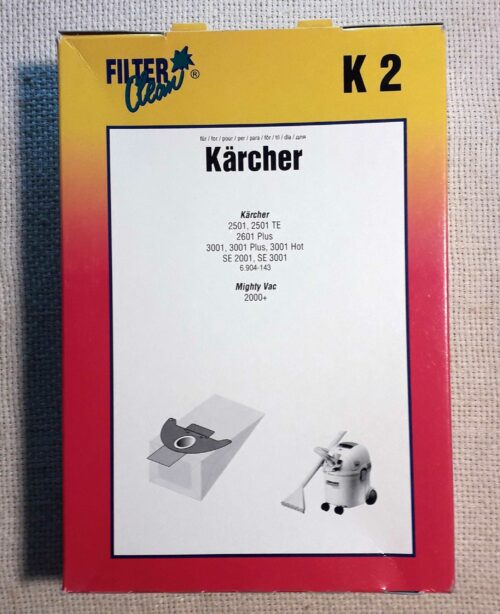 FILTER
Clean ®
K 2
für / for / pour / per / para / för / til / dla / для
Kärcher
Kärcher
2501, 2501 TE
2601 Plus
3001, 3001 Plus, 3001 Hot
SE 2001, SE 3001
6.904-143
Mighty Vac
2000+